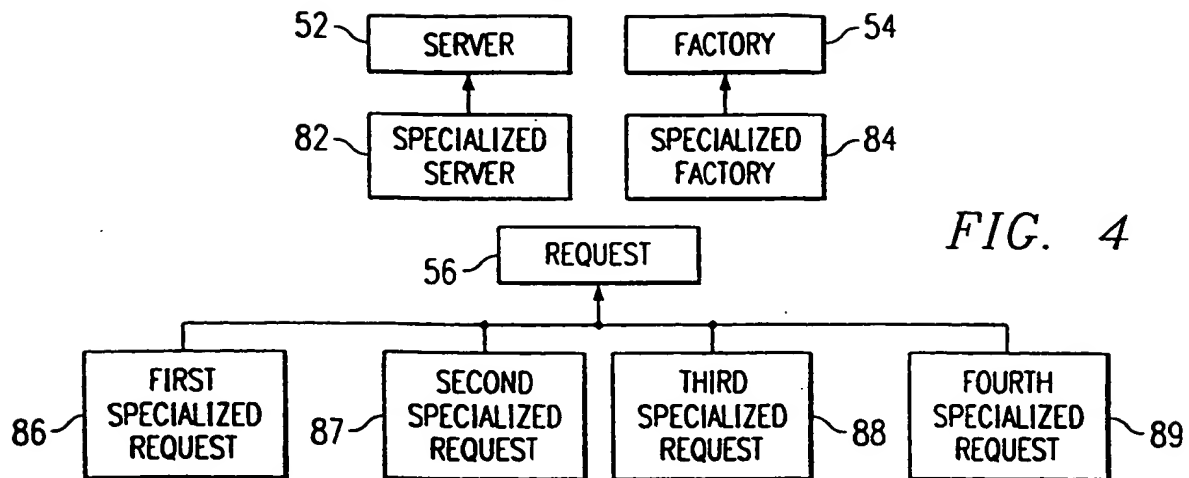 52 SERVER FACTORY 54
82 SPECIALIZED SERVER SPECIALIZED FACTORY 84
REQUEST
56
FIG. 4
86 FIRST SPECIALIZED REQUEST
87 SECOND SPECIALIZED REQUEST
THIRD SPECIALIZED REQUEST 88
FOURTH SPECIALIZED REQUEST 89